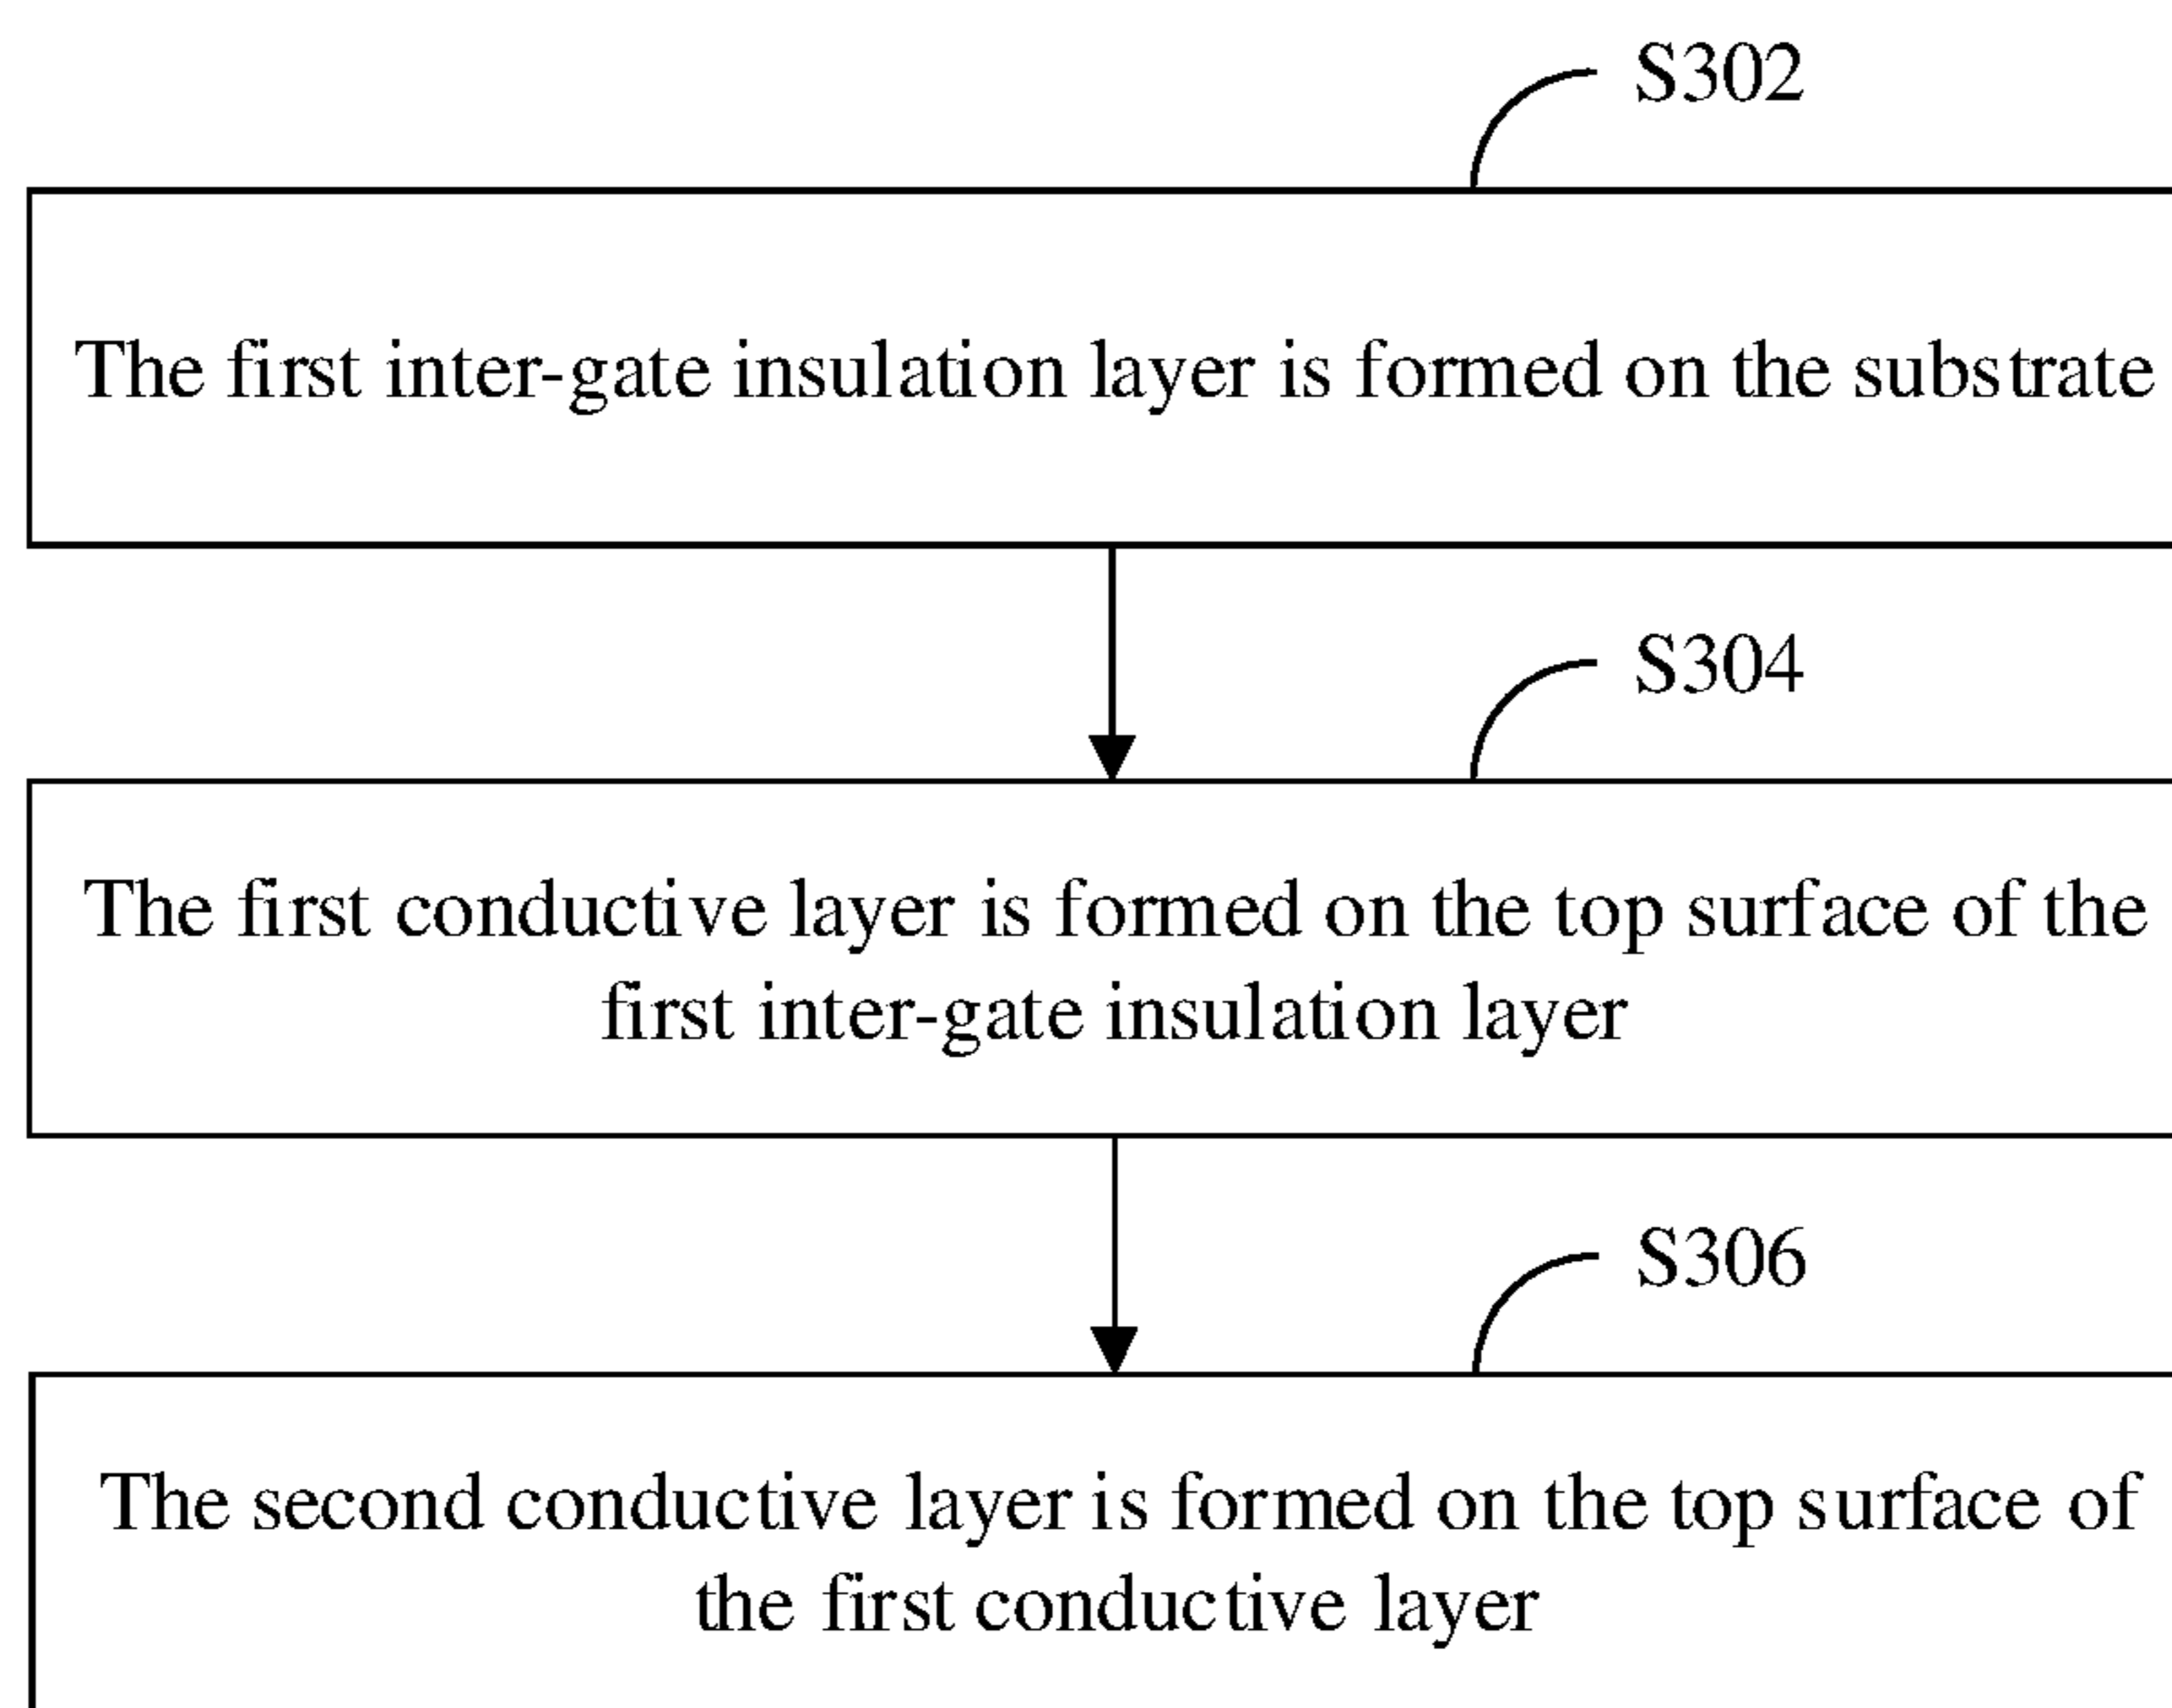 S302
The first inter-gate insulation layer is formed on the substrate
S304
The first conductive layer is formed on the top surface of the
first inter-gate insulation layer
S306
The second conductive layer is formed on the top surface of
the first conductive layer